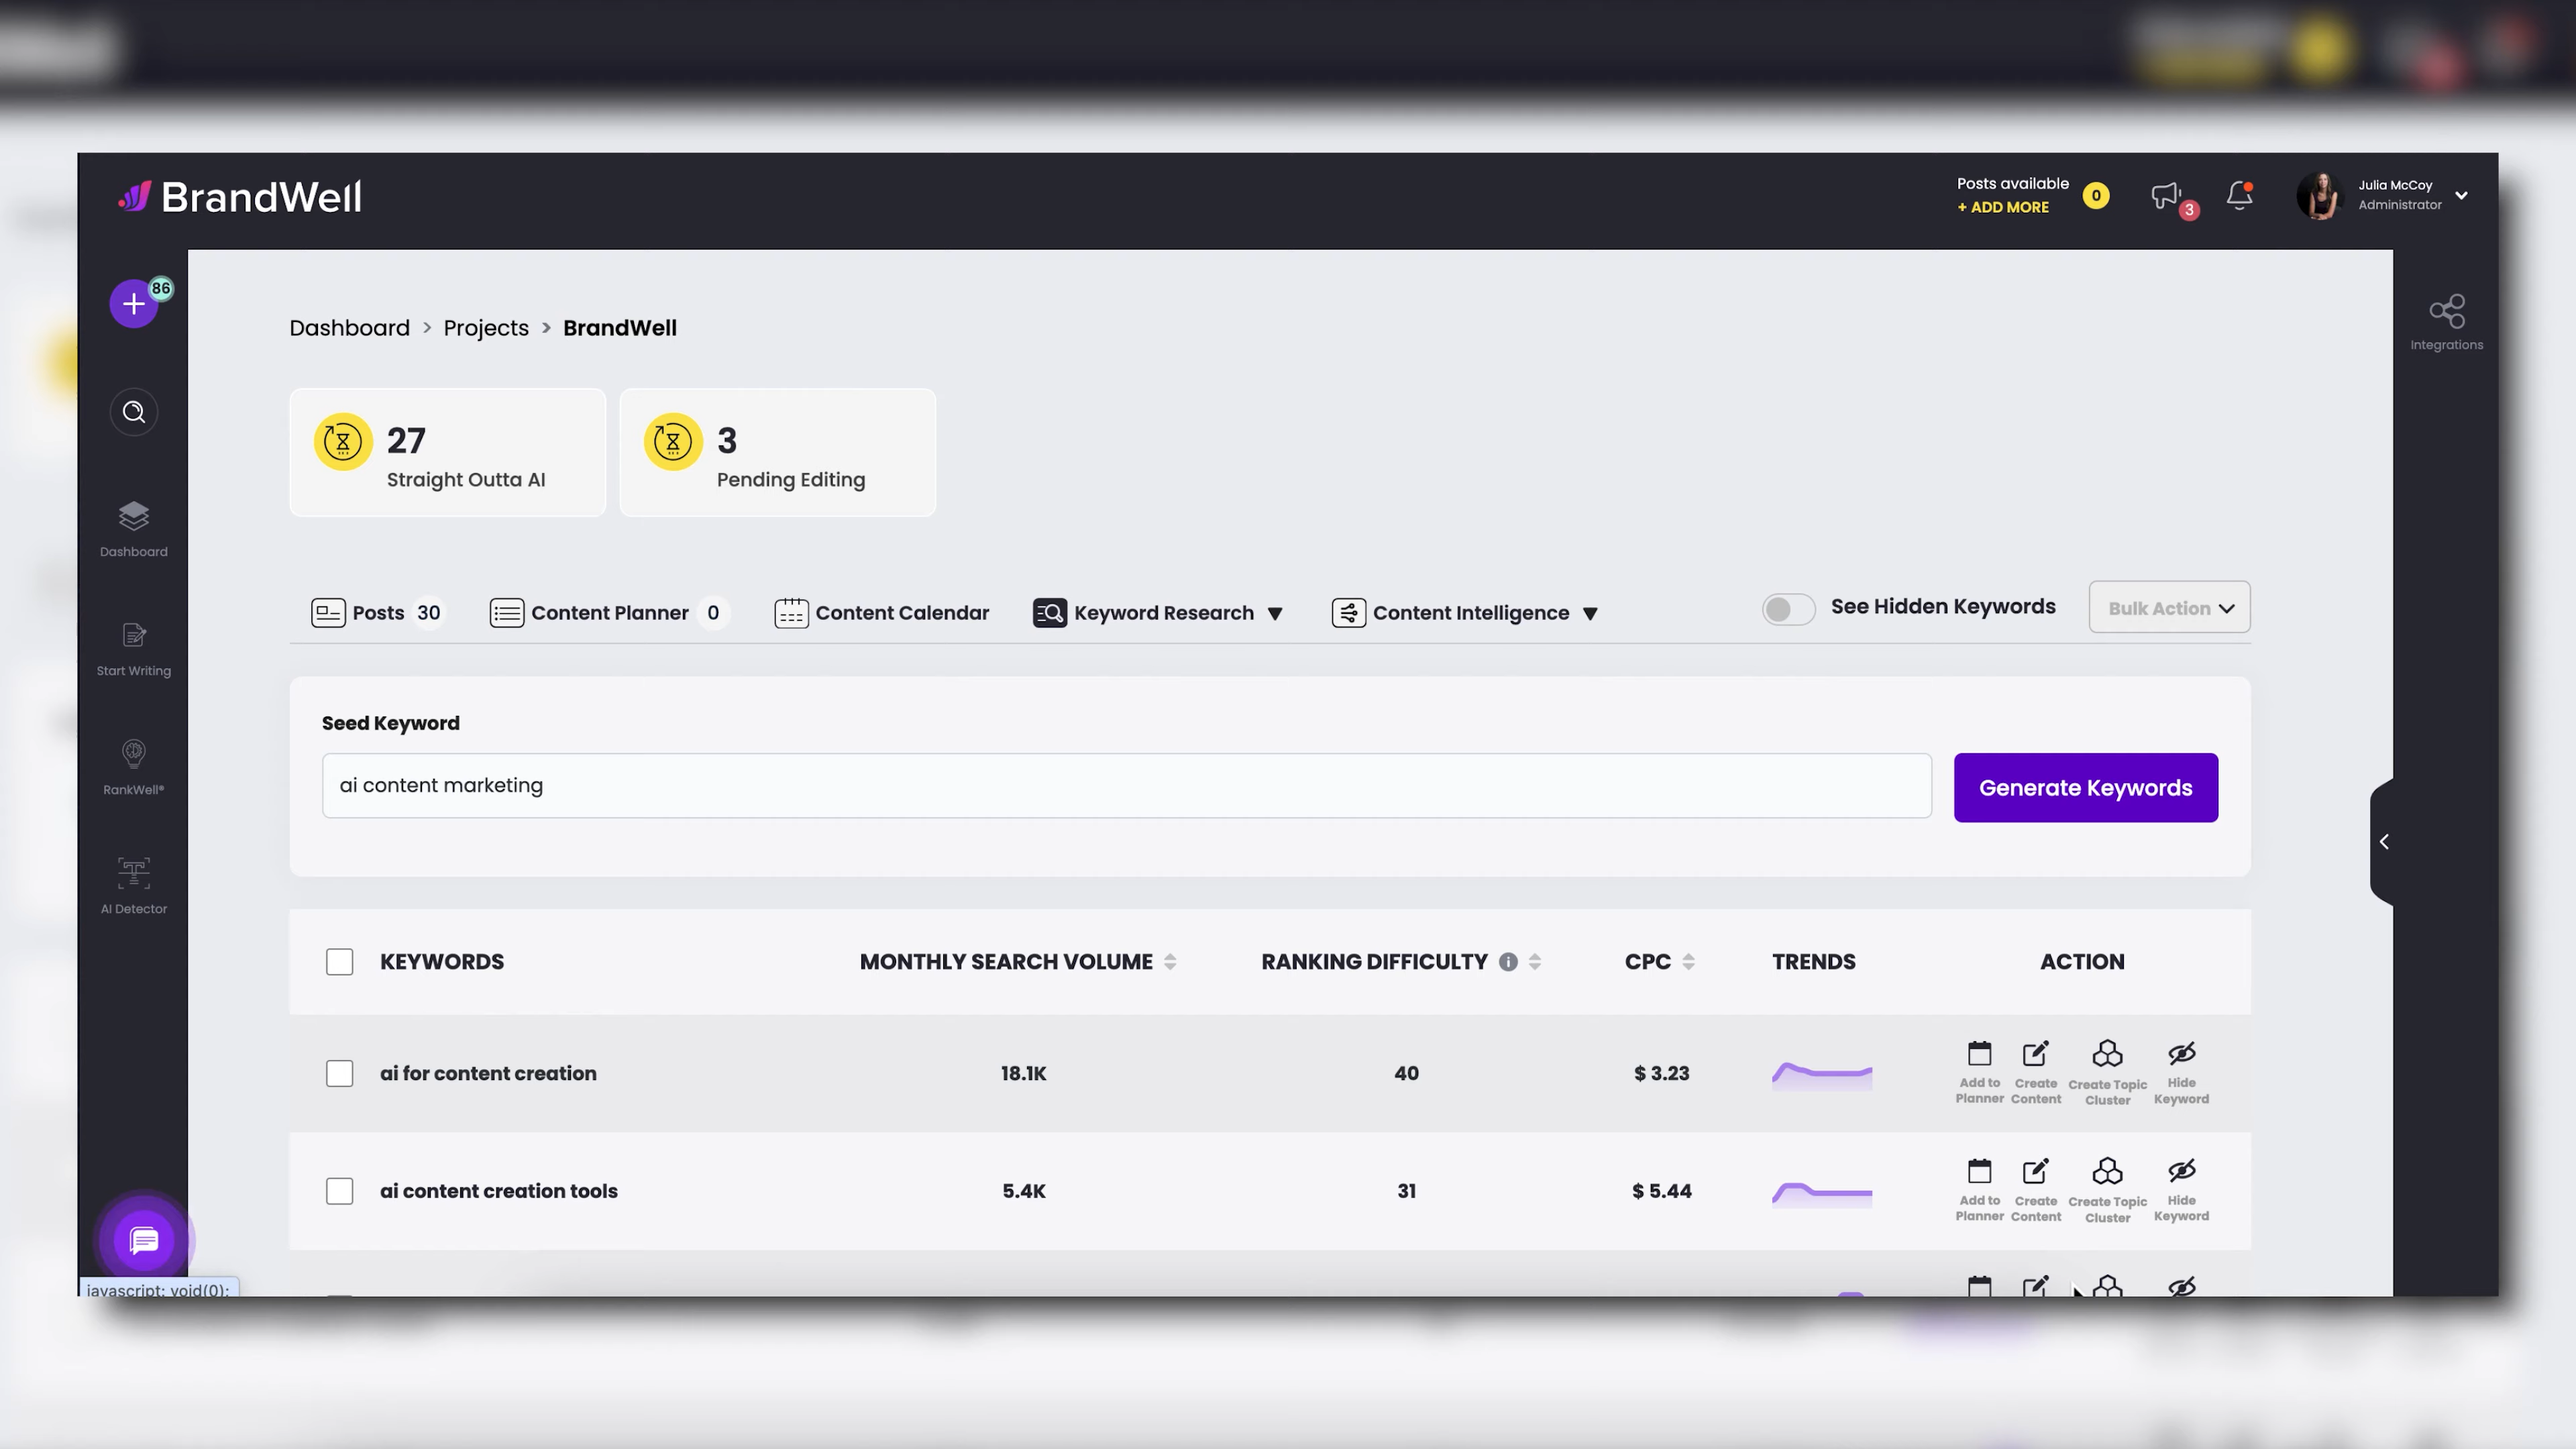 BrandWell
Posts available
+ ADD MORE
0
3
Julia McCoy
Administrator
86
Dashboard
Start Writing
RankWell®
AI Detector
Integrations
Dashboard > Projects > BrandWell
27
Straight Outta AI
3
Pending Editing
Posts 30
Content Planner 0
Content Calendar
Keyword Research
Content Intelligence
See Hidden Keywords
Bulk Action
Seed Keyword
ai content marketing
Generate Keywords
KEYWORDS MONTHLY SEARCH VOLUME RANKING DIFFICULTY CPC TRENDS ACTION
ai for content creation 18.1K 40 $ 3.23
Add to Planner
Create Content
Create Topic Cluster
Hide Keyword
ai content creation tools 5.4K 31 $ 5.44
Add to Planner
Create Content
Create Topic Cluster
Hide Keyword
javascript: void(0);